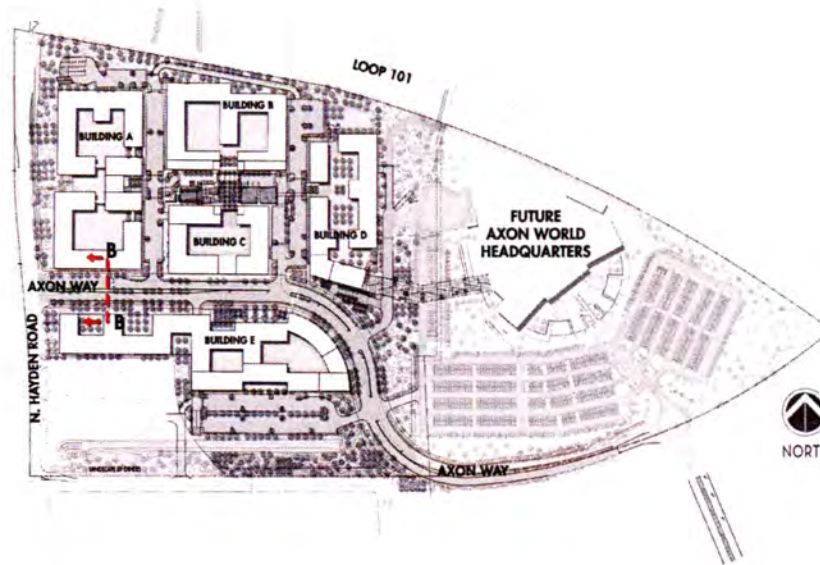 LOOP 101
BUILDING B
BUILDING A
BUILDING C
BUILDING D
FUTURE
AXON WORLD
HEADQUARTERS
B
AXON WAY
B
BUILDING E
N. HAYDEN ROAD
AXON WAY
NORT